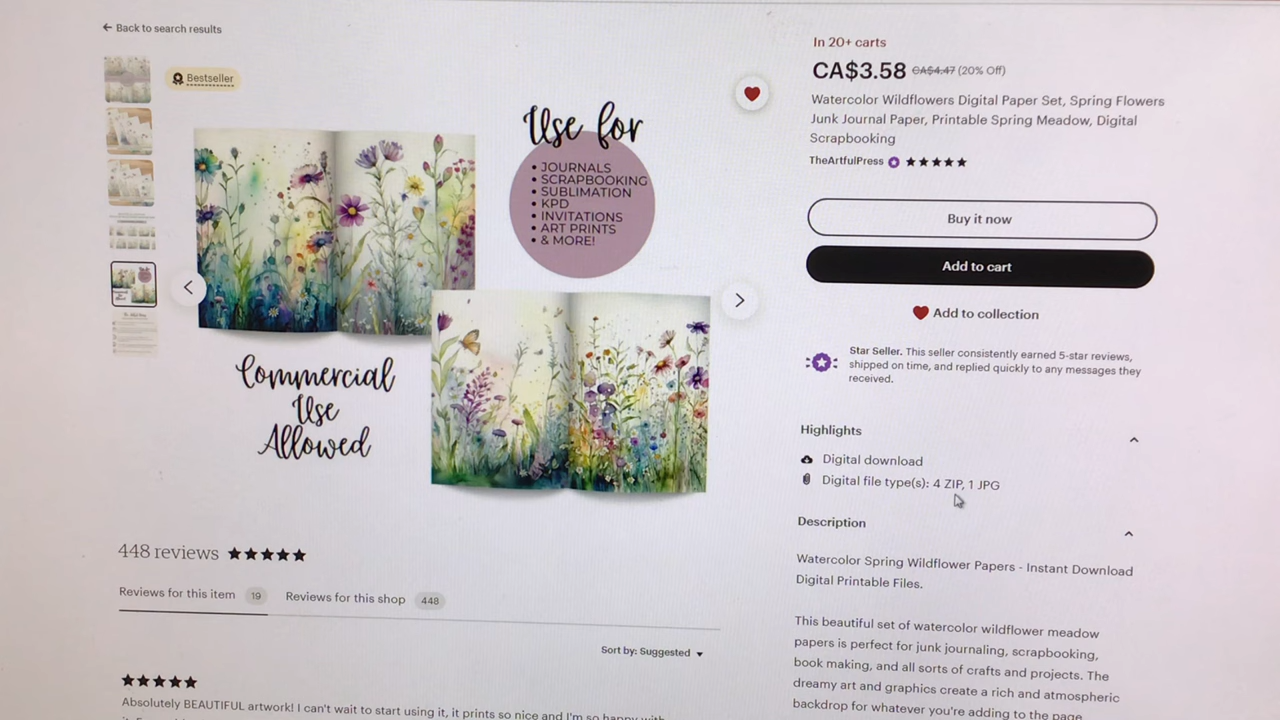 ← Back to search results
Bestseller
Use for
• JOURNALS
• SCRAPBOOKING
• SUBLIMATION
• KPD
• INVITATIONS
• ART PRINTS
• & MORE!
Commercial
Use
Allowed
448 reviews ★★★★★
Reviews for this item 19 Reviews for this shop 448
Sort by: Suggested
★★★★★
Absolutely BEAUTIFUL artwork! I can't wait to start using it, it prints so nice and I'm so happy with
In 20+ carts
CA$3.58 CA$4.47 (20% Off)
Watercolor Wildflowers Digital Paper Set, Spring Flowers
Junk Journal Paper, Printable Spring Meadow, Digital
Scrapbooking
TheArtfulPress ★★★★★
Buy it now
Add to cart
Add to collection
Star Seller. This seller consistently earned 5-star reviews,
shipped on time, and replied quickly to any messages they
received.
Highlights
Digital download
Digital file type(s): 4 ZIP, 1 JPG
Description
Watercolor Spring Wildflower Papers - Instant Download
Digital Printable Files.
This beautiful set of watercolor wildflower meadow
papers is perfect for junk journaling, scrapbooking,
book making, and all sorts of crafts and projects. The
dreamy art and graphics create a rich and atmospheric
backdrop for whatever you're adding to the page